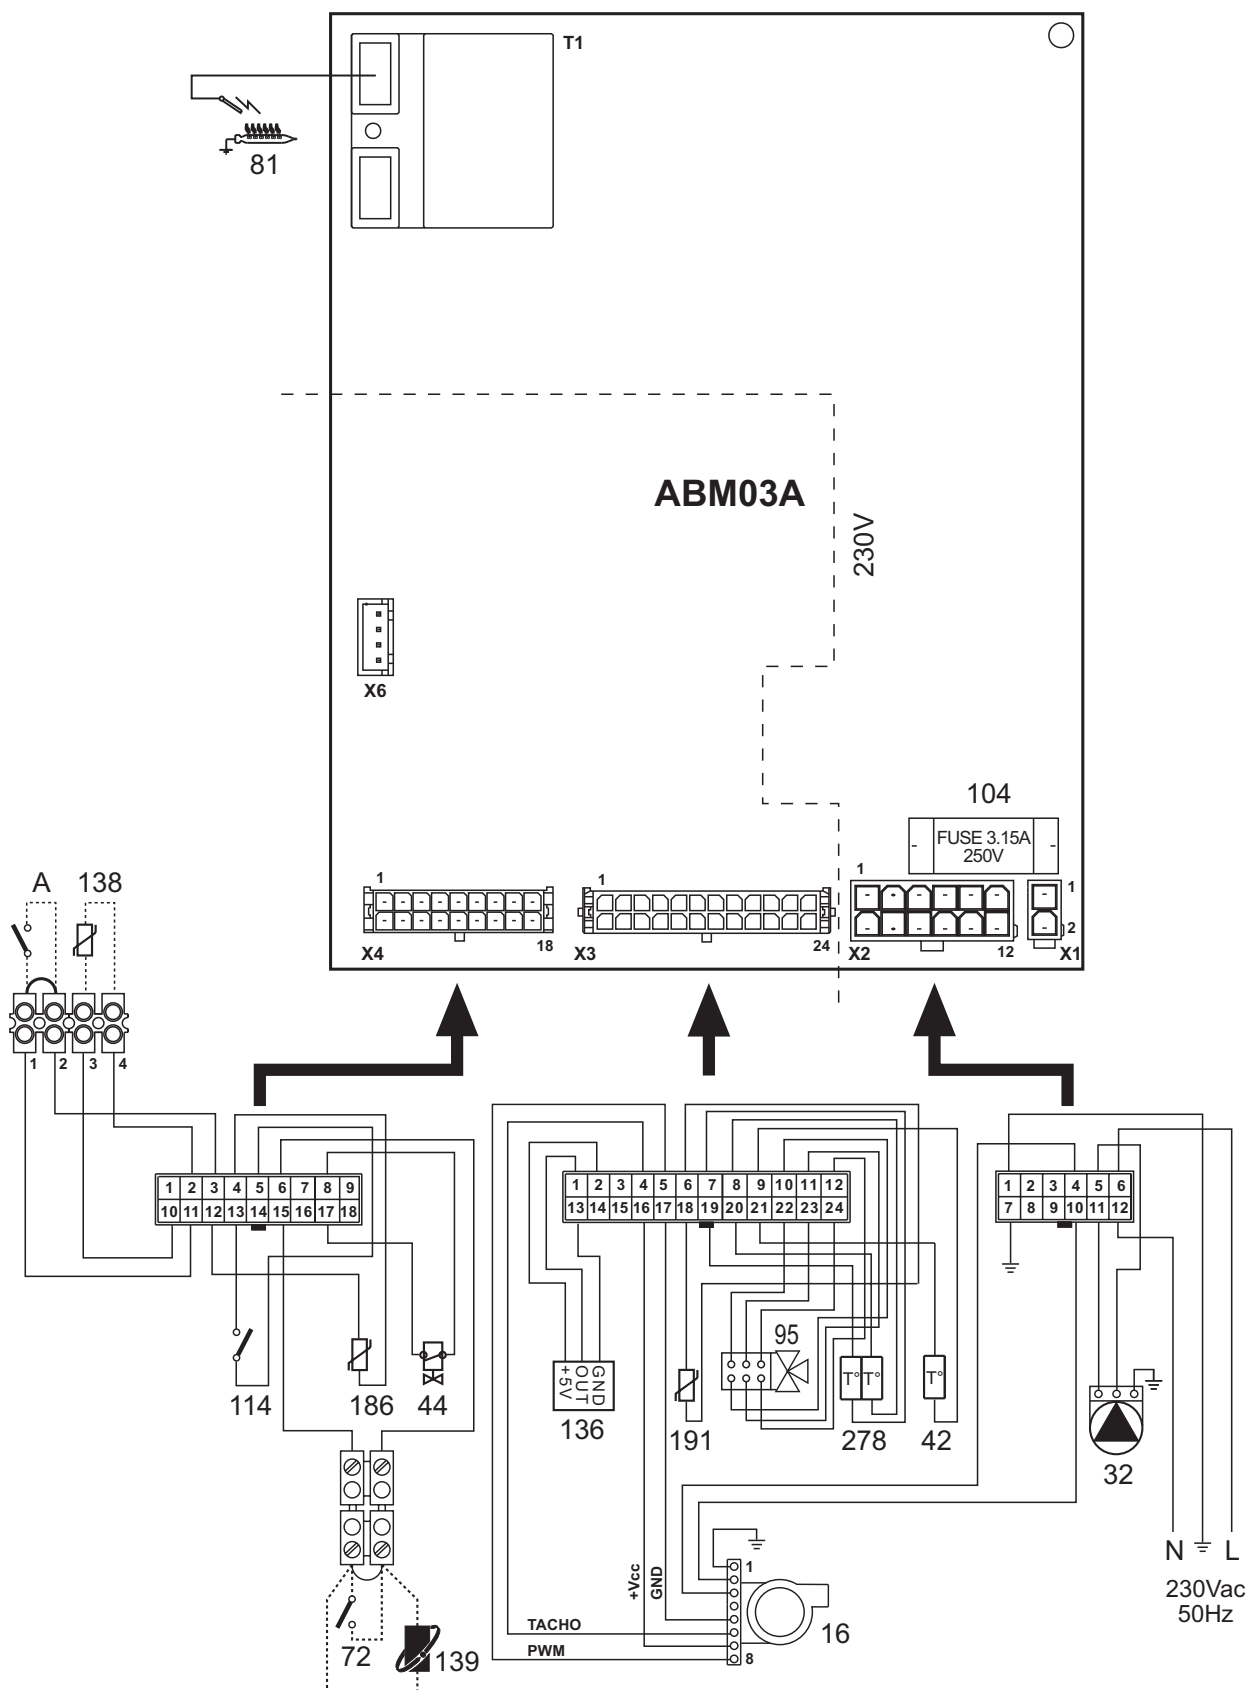 T1
81
ABM03A
230V
X6
104
FUSE 3.15A
250V
A 138
1 1 1 1
2
X4 18 X3 24 X2 12 X1
1 2 3 4
1 2 3 4 5 6 7 8 9
10 11 12 13 14 15 16 17 18
1 2 3 4 5 6 7 8 9 10 11 12
13 14 15 16 17 18 19 20 21 22 23 24
1 2 3 4 5 6
7 8 9 10 11 12
95
+5V
OUT
GND
T° T° T°
114 186 44 136 191 278 42
32
N L
230Vac
50Hz
+Vcc
GND
TACHO
PWM
1
8
16
72 139